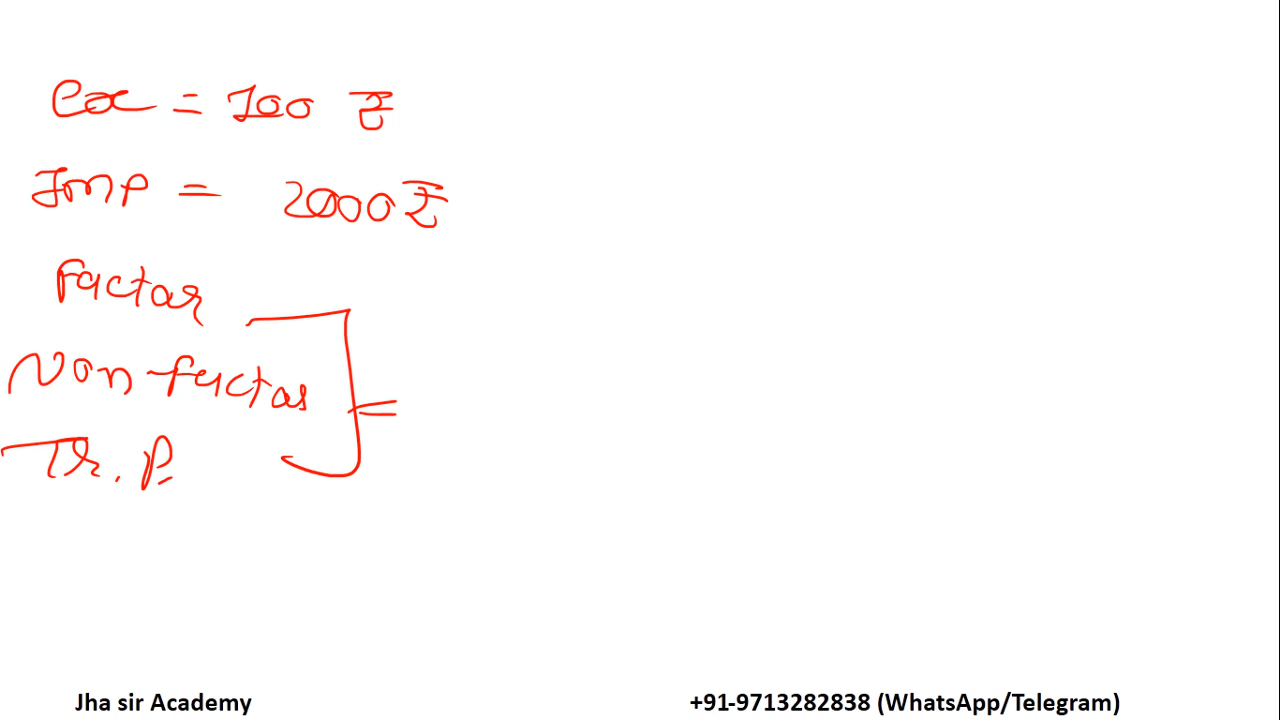 ex = 100 ₹
Imp = 2000 ₹
Factor
Non-factor
=
Tr. P.
Jha sir Academy
+91-9713282838 (WhatsApp/Telegram)